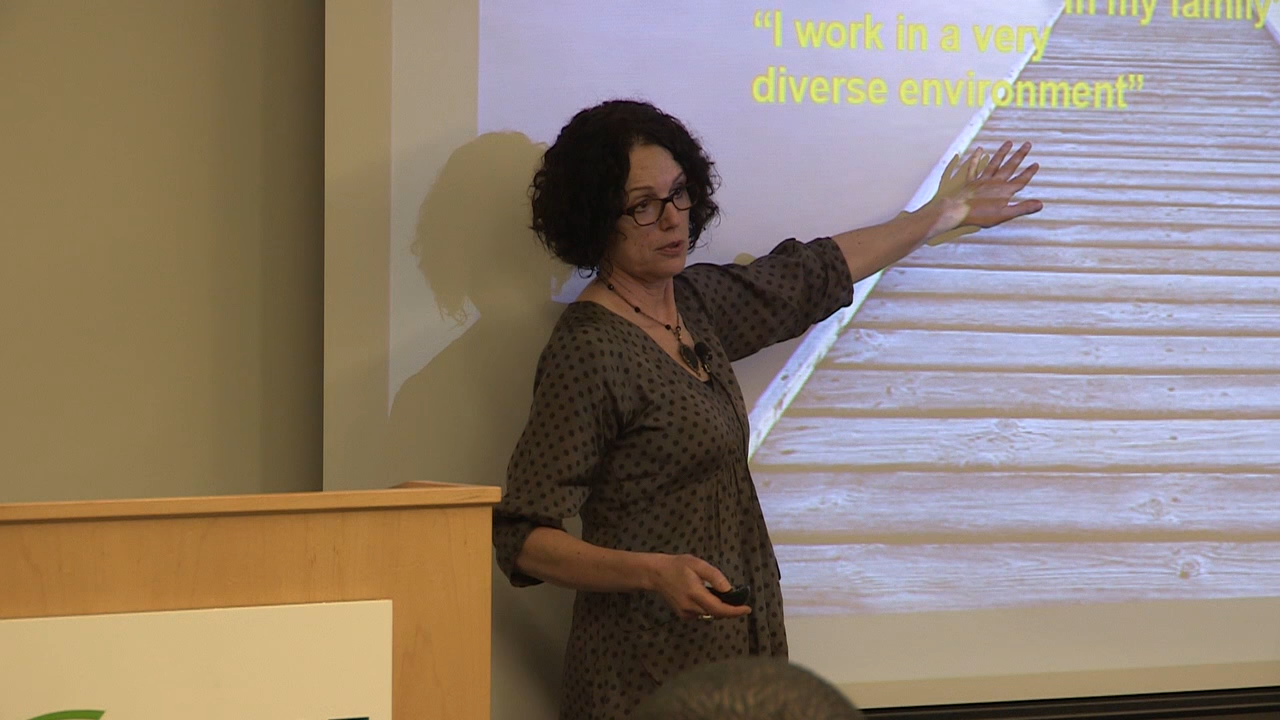 in my family"
“I work in a very
diverse environment”